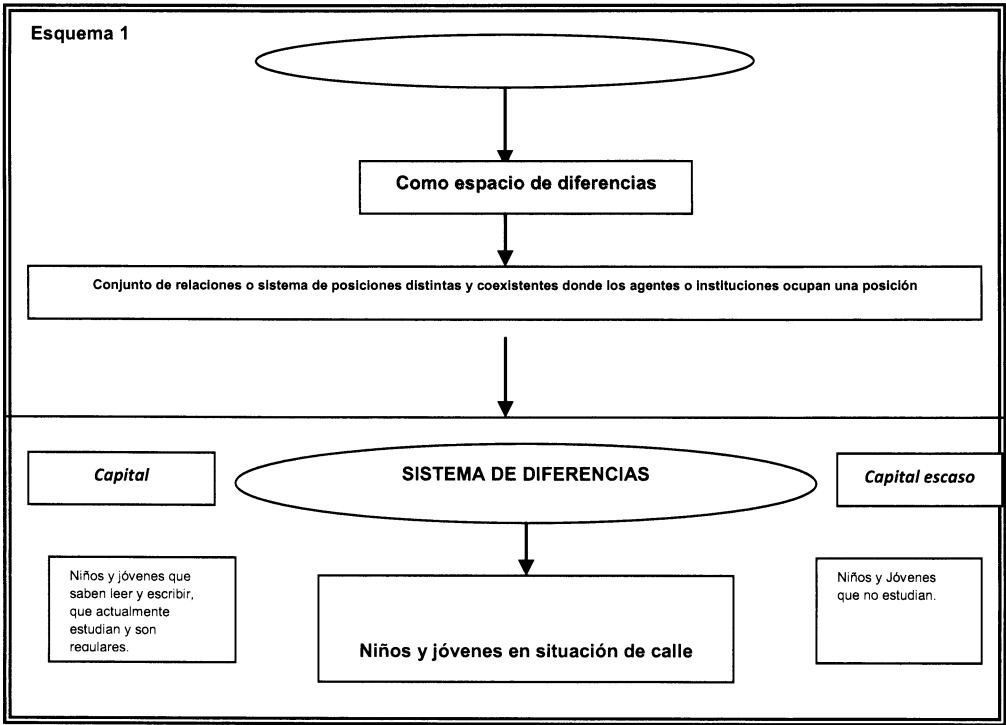 Esquema 1
Como espacio de diferencias
Conjunto de relaciones o sistema de posiciones distintas y coexistentes donde los agentes o instituciones ocupan una posición
Capital
SISTEMA DE DIFERENCIAS
Capital escaso
Niños y jóvenes que
saben leer y escribir,
que actualmente
estudian y son
regulares.
Niños y jóvenes en situación de calle
Niños y Jóvenes
que no estudian.